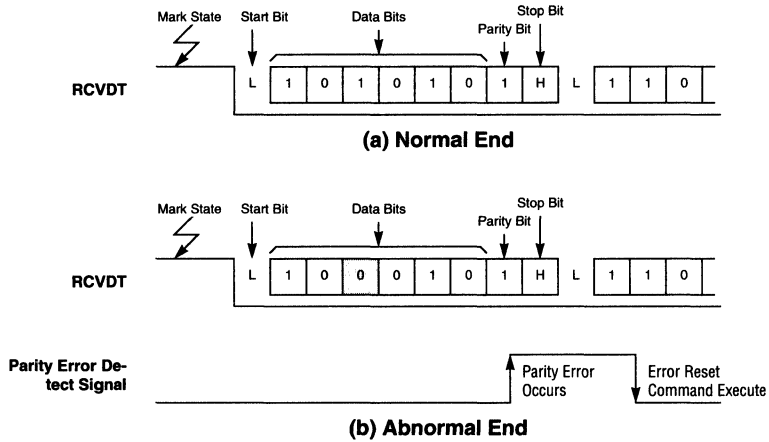 Mark State Start Bit Data Bits Stop Bit
Parity Bit
RCVDT L 1 0 1 0 1 0 1 H L 1 1 0
(a) Normal End
Mark State Start Bit Data Bits Stop Bit
Parity Bit
RCVDT L 1 0 0 0 1 0 1 H L 1 1 0
Parity Error De-
tect Signal
Parity Error
Occurs
Error Reset
Command Execute
(b) Abnormal End